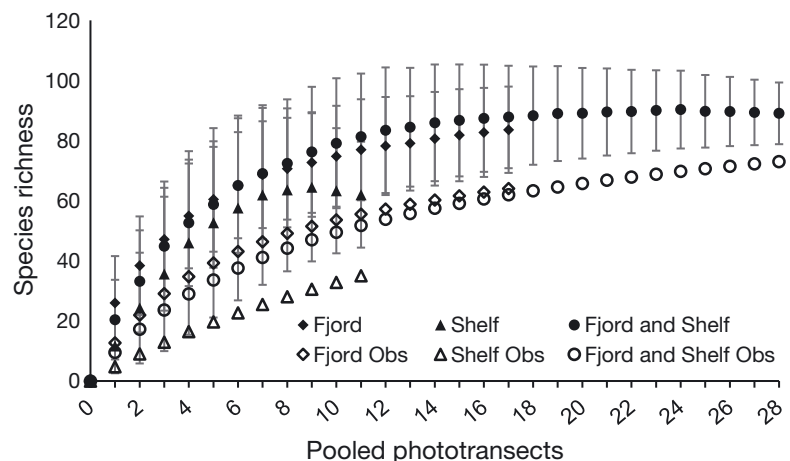 120
100
80
60
40
20
0
Species richness
Fjord Shelf Fjord and Shelf
Fjord Obs Shelf Obs Fjord and Shelf Obs
0 2 4 6 8 10 12 14 16 18 20 22 24 26 28
Pooled phototransects